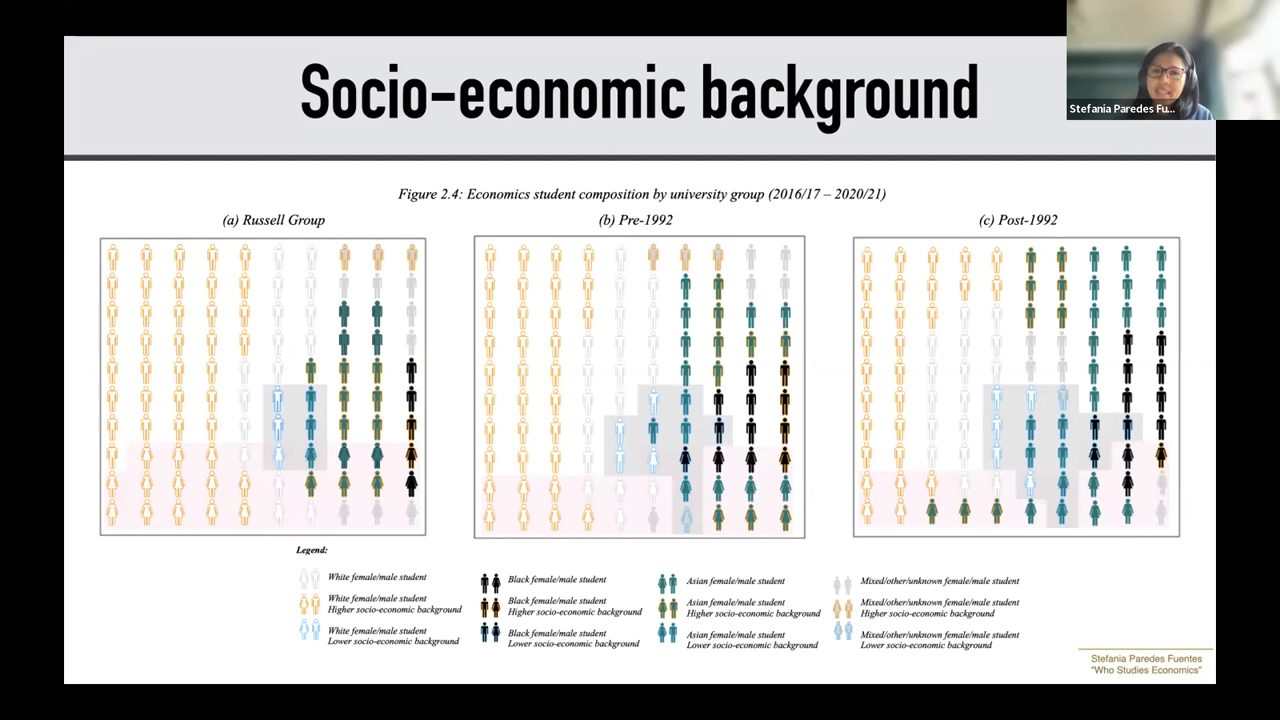 Socio-economic background
Stefania Paredes Fu...
Figure 2.4: Economics student composition by university group (2016/17 – 2020/21)
(a) Russell Group
(b) Pre-1992
(c) Post-1992
Legend:
White female/male student
White female/male student
Higher socio-economic background
White female/male student
Lower socio-economic background
Black female/male student
Black female/male student
Higher socio-economic background
Black female/male student
Lower socio-economic background
Asian female/male student
Asian female/male student
Higher socio-economic background
Asian female/male student
Lower socio-economic background
Mixed/other/unknown female/male student
Mixed/other/unknown female/male student
Higher socio-economic background
Mixed/other/unknown female/male student
Lower socio-economic background
Stefania Paredes Fuentes
"Who Studies Economics"